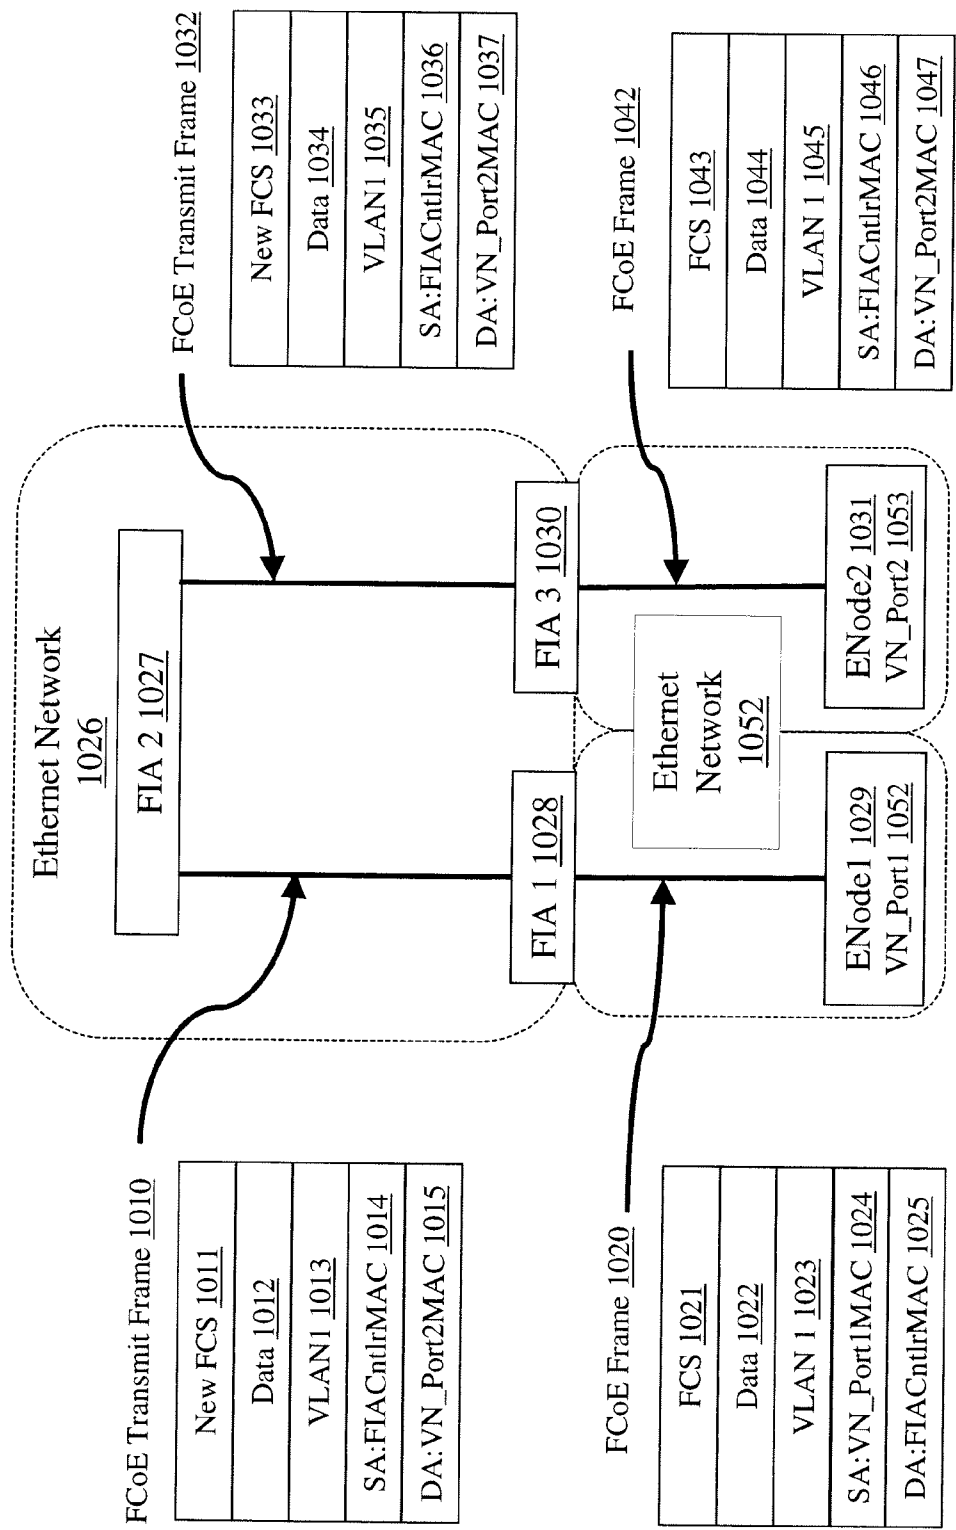 FCoE Transmit Frame 1010
New FCS 1011
Data 1012
VLAN1 1013
SA:FIACntlrMAC 1014
DA:VN_Port2MAC 1015
FCoE Frame 1020
FCS 1021
Data 1022
VLAN 1 1023
SA:VN_Port1MAC 1024
DA:FIACntlrMAC 1025
Ethernet Network
1026
FIA 2 1027
FIA 1 1028
FIA 3 1030
Ethernet
Network
1052
ENode1 1029
VN_Port1 1052
ENode2 1031
VN_Port2 1053
FCoE Transmit Frame 1032
New FCS 1033
Data 1034
VLAN1 1035
SA:FIACntlrMAC 1036
DA:VN_Port2MAC 1037
FCoE Frame 1042
FCS 1043
Data 1044
VLAN 1 1045
SA:FIACntlrMAC 1046
DA:VN_Port2MAC 1047